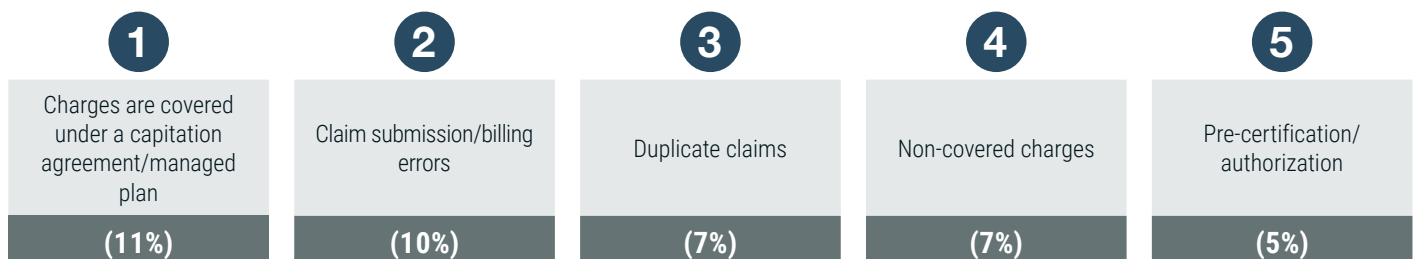 1
Charges are covered
under a capitation
agreement/managed
plan
(11%)
2
Claim submission/billing
errors
(10%)
3
Duplicate claims
(7%)
4
Non-covered charges
(7%)
5
Pre-certification/
authorization
(5%)